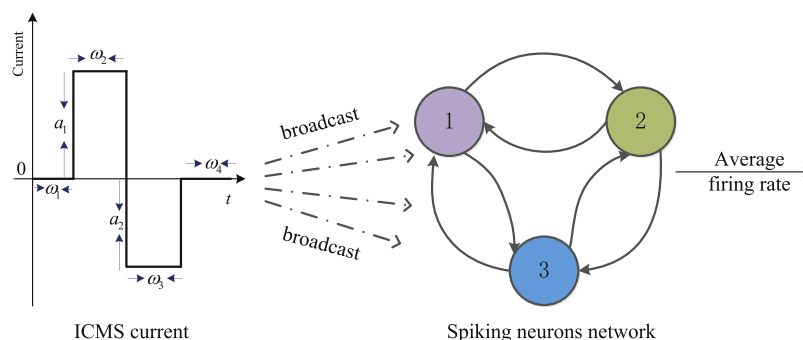 Current
ω₂
a₁
0
ω₁
ω₄
t
a₂
ω₃
ICMS current
broadcast
broadcast
1
2
3
Spiking neurons network
Average
firing rate